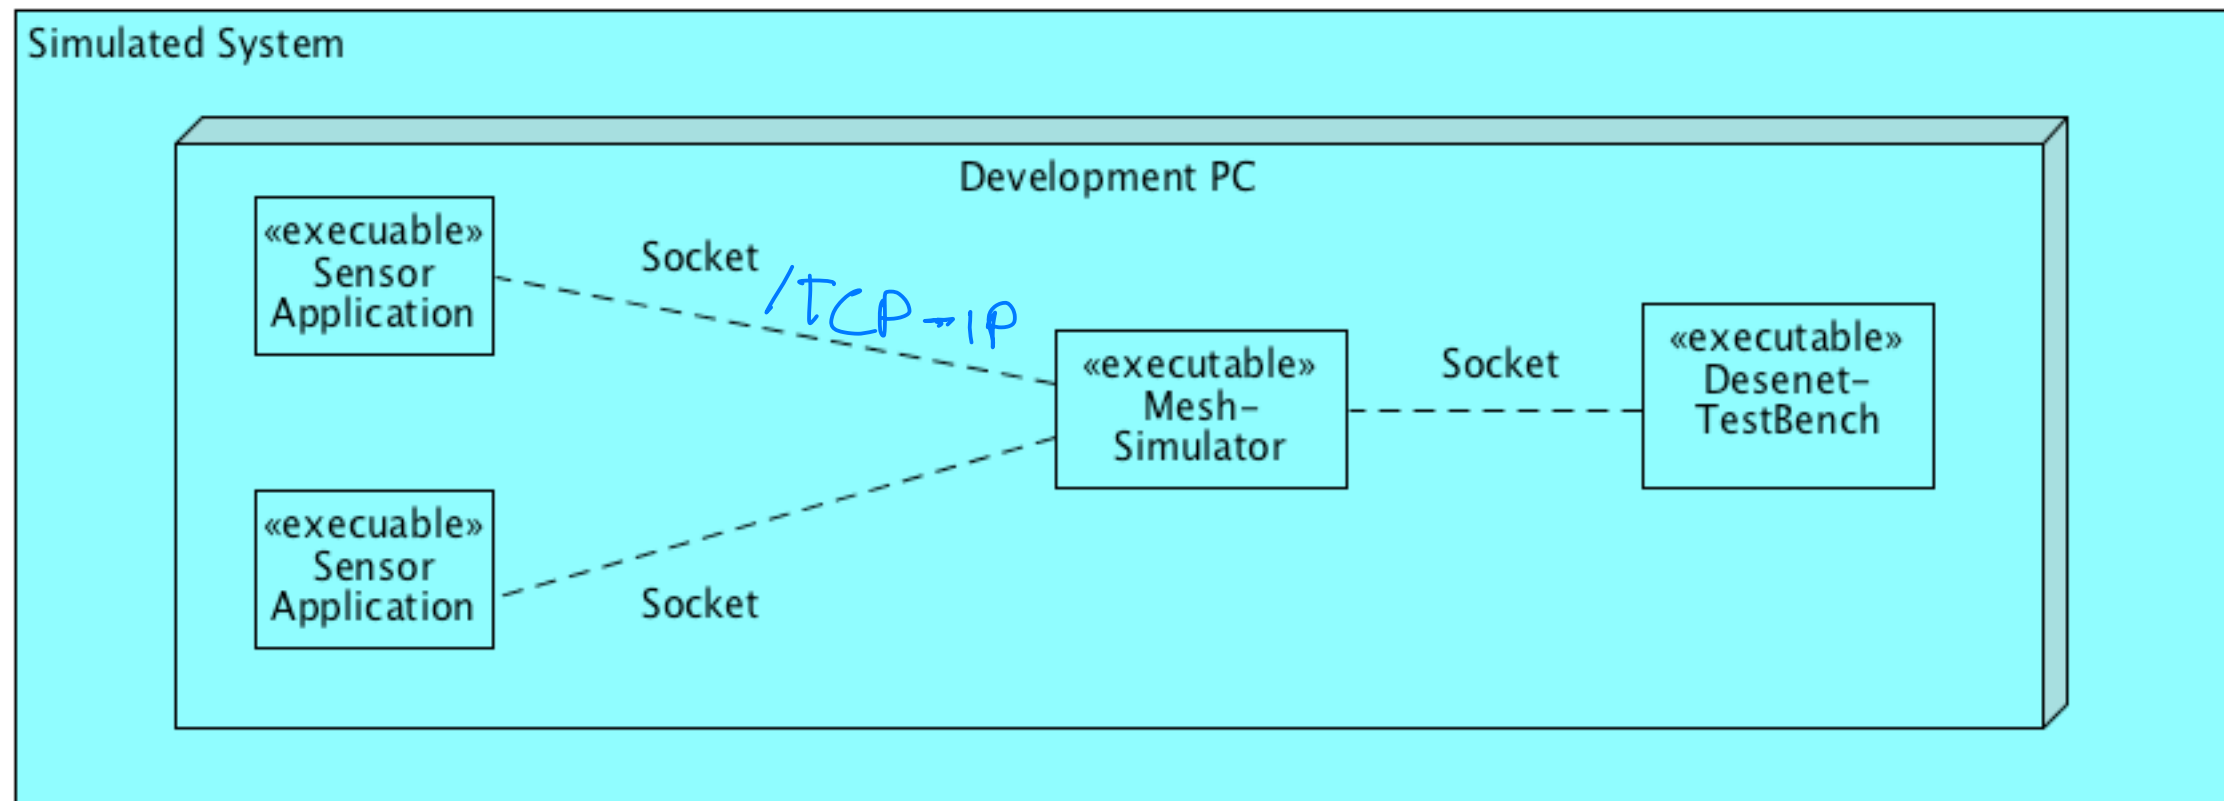 Simulated System
Development PC
«execuable»
Sensor
Application
Socket
/TCP-IP
«executable»
Mesh-
Simulator
Socket
«executable»
Desenet-
TestBench
«execuable»
Sensor
Application
Socket